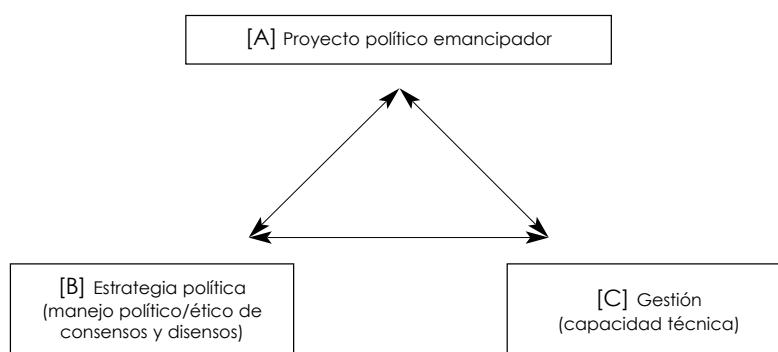 [A] Proyecto político emancipador
[B] Estrategia política
(manejo político/ético de
consensos y disensos)
[C] Gestión
(capacidad técnica)